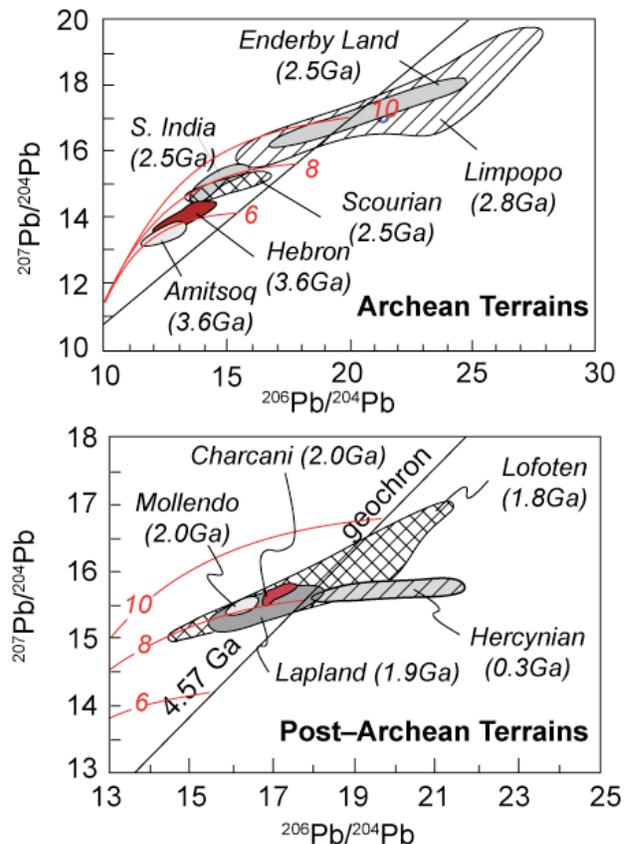 20
18
16
14
12
10
²⁰⁷Pb/²⁰⁴Pb
Enderby Land
(2.5Ga)
S. India
(2.5Ga)
10
8
6
Limpopo
(2.8Ga)
Scourian
(2.5Ga)
Hebron
(3.6Ga)
Amitsoq
(3.6Ga)
Archean Terrains
10 15 20 25 30
²⁰⁶Pb/²⁰⁴Pb
18
17
16
15
14
13
²⁰⁷Pb/²⁰⁴Pb
Charcani (2.0Ga)
Mollendo
(2.0Ga)
geochron
Lofoten
(1.8Ga)
10
8
6
4.57 Ga
Hercynian
(0.3Ga)
Lapland (1.9Ga)
Post–Archean Terrains
13 15 17 19 21 23 25
²⁰⁶Pb/²⁰⁴Pb